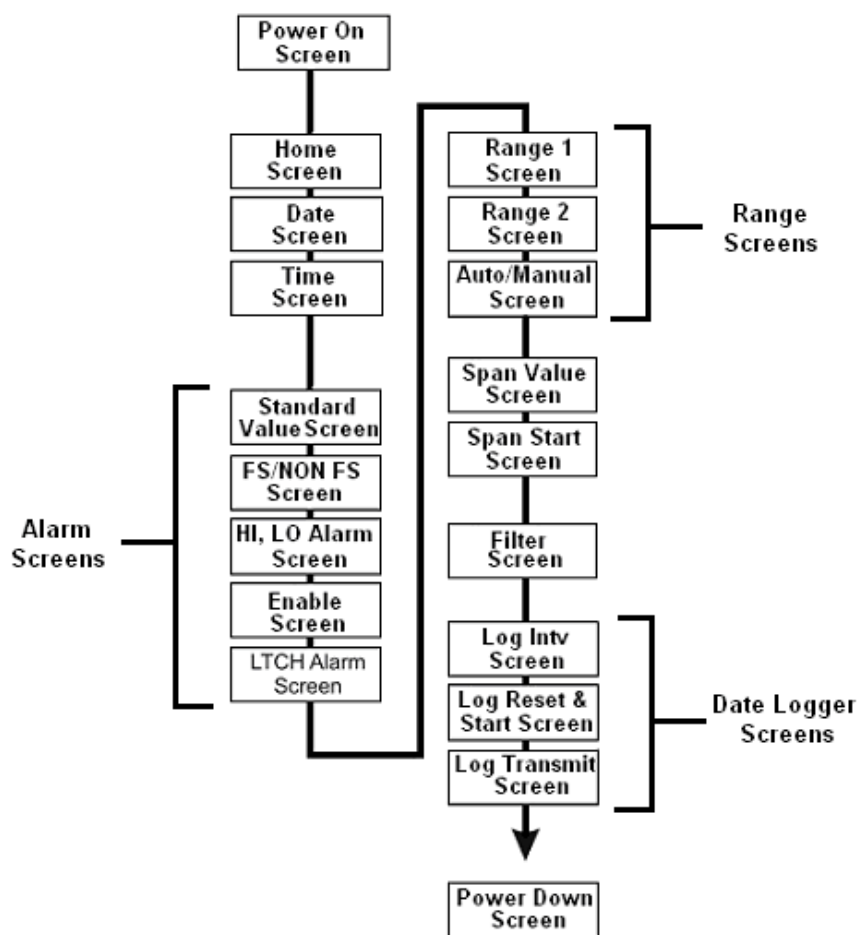 Power On
Screen
Home
Screen
Date
Screen
Time
Screen
Alarm
Screens
Standard
Value Screen
FS/NON FS
Screen
HI, LO Alarm
Screen
Enable
Screen
LTCH Alarm
Screen
Range 1
Screen
Range 2
Screen
Auto/Manual
Screen
Range
Screens
Span Value
Screen
Span Start
Screen
Filter
Screen
Log Intv
Screen
Log Reset &
Start Screen
Log Transmit
Screen
Date Logger
Screens
Power Down
Screen